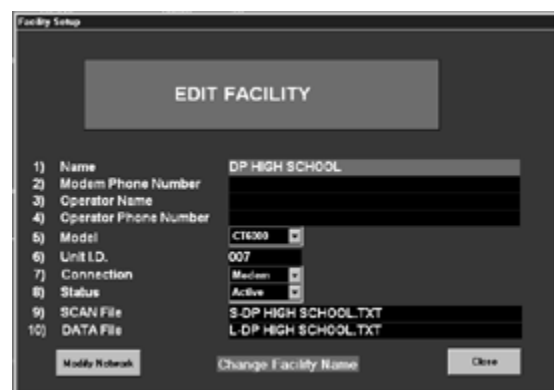 Facility Setup
EDIT FACILITY
1) Name DP HIGH SCHOOL
2) Modem Phone Number
3) Operator Name
4) Operator Phone Number
5) Model CT6000
6) Unit I.D. 007
7) Connection Modem
8) Status Active
9) SCAN File S-DP HIGH SCHOOL.TXT
10) DATA File L-DP HIGH SCHOOL.TXT
Modify Network Change Facility Name Close